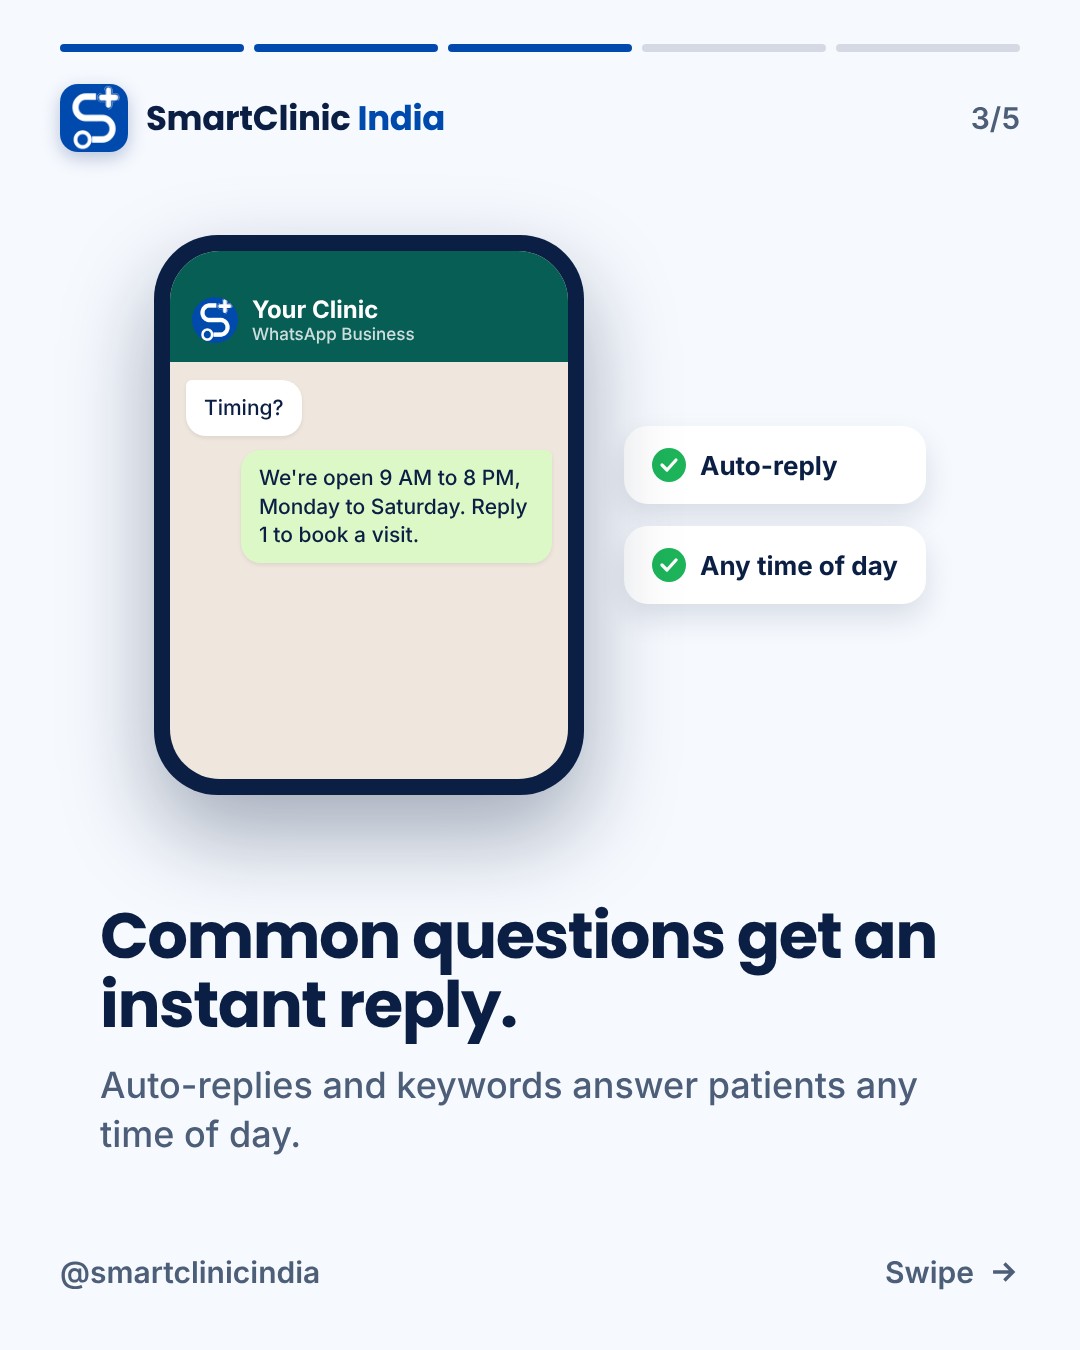 SmartClinic India
3/5
Your Clinic
WhatsApp Business
Timing?
We're open 9 AM to 8 PM,
Monday to Saturday. Reply
1 to book a visit.
Auto-reply
Any time of day
Common questions get an
instant reply.
Auto-replies and keywords answer patients any
time of day.
@smartclinicindia
Swipe →